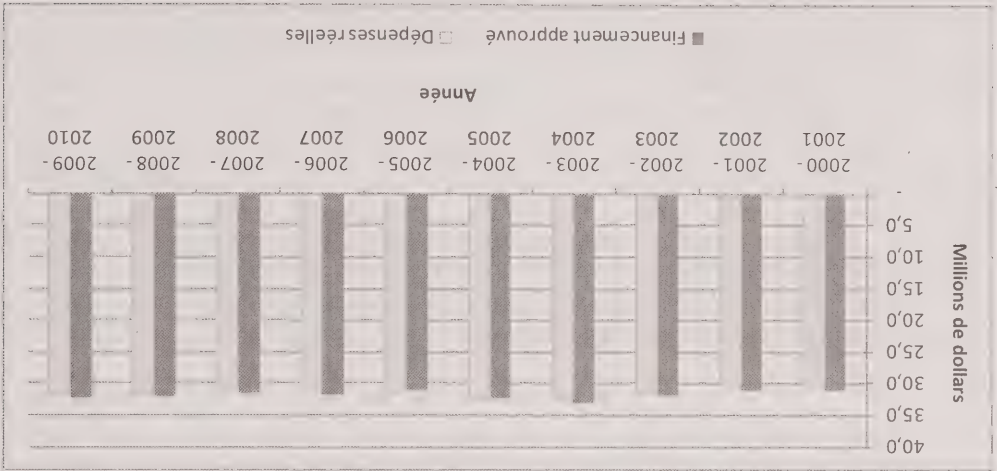 Millions de dollars
40,0
35,0
30,0
25,0
20,0
15,0
10,0
5,0
-
2000 - 2001
2001 - 2002
2002 - 2003
2003 - 2004
2004 - 2005
2005 - 2006
2006 - 2007
2007 - 2008
2008 - 2009
2009 - 2010
Année
Financement approuvé
Dépenses réelles